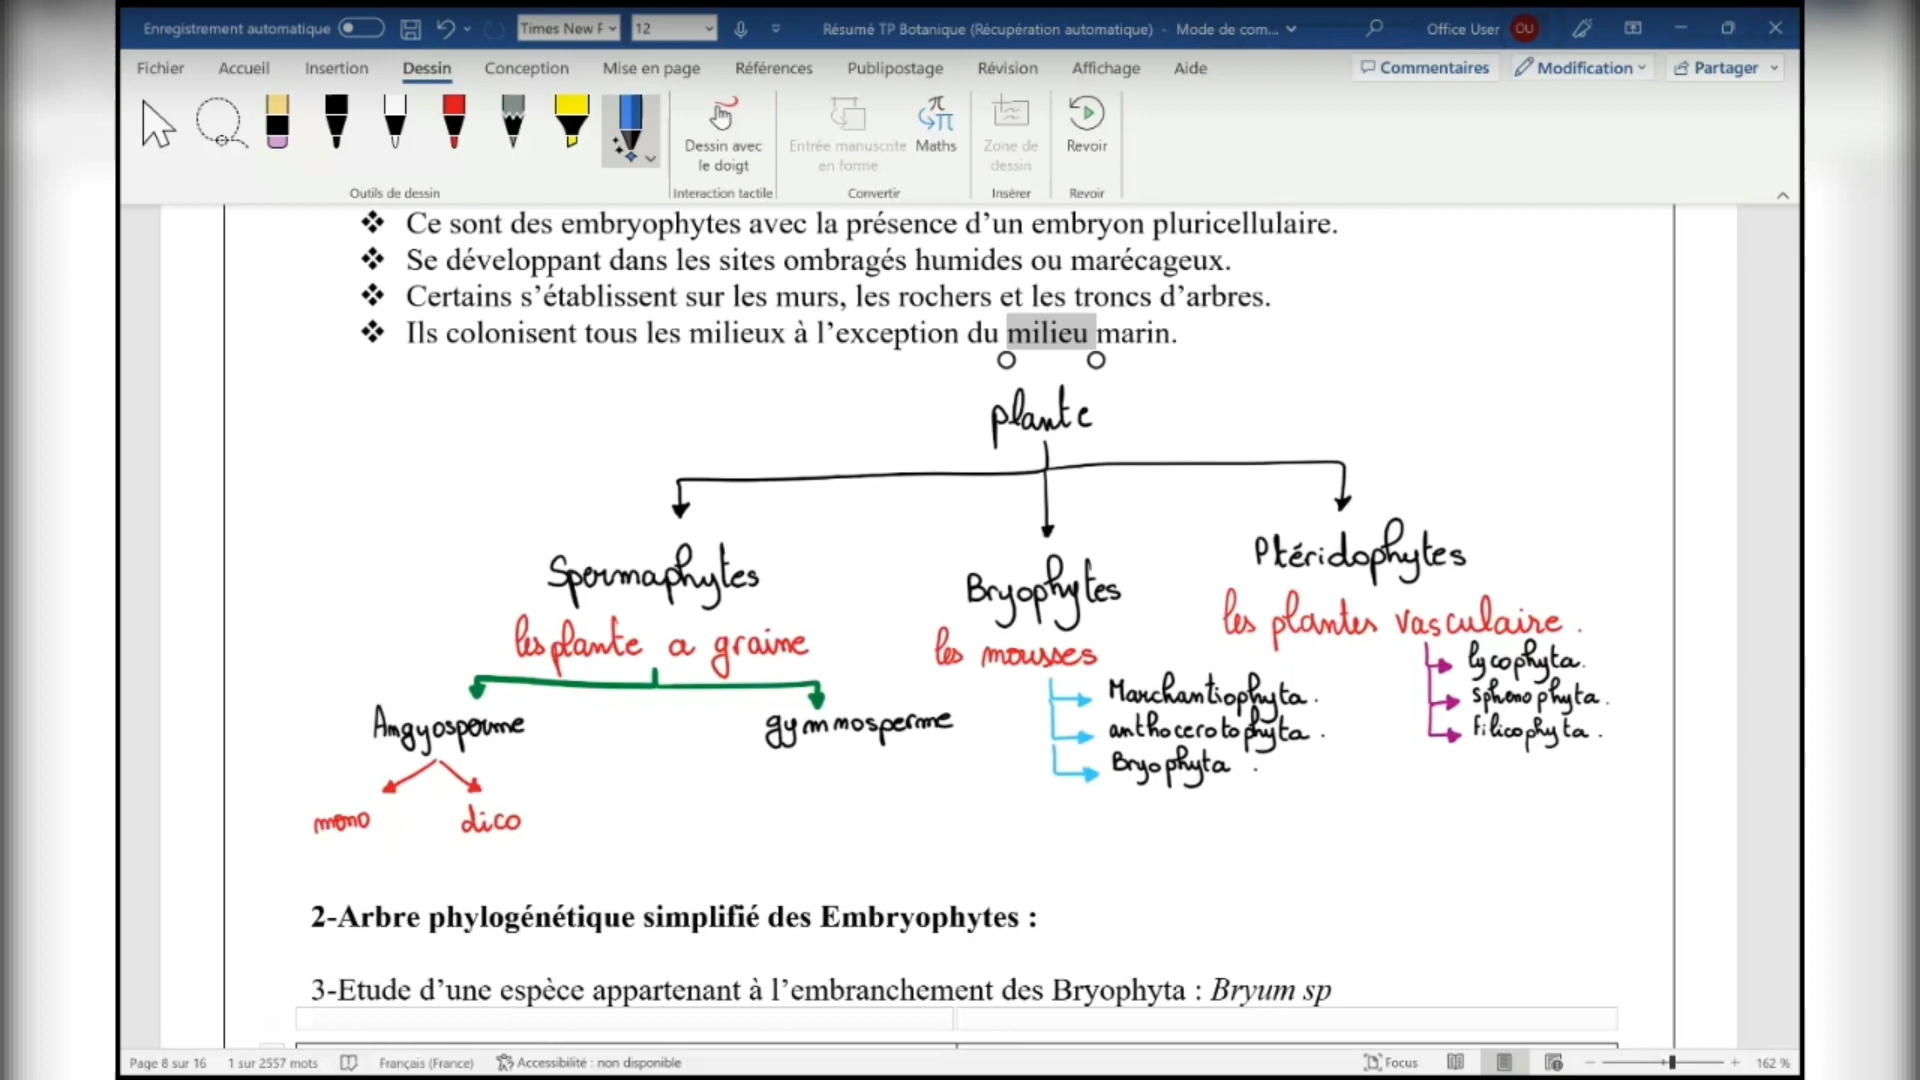 Enregistrement automatique
Times New F
12
Résumé TP Botanique (Récupération automatique) - Mode de com...
Office User
OU
Fichier Accueil Insertion Dessin Conception Mise en page Références Publipostage Révision Affichage Aide
Commentaires
Modification
Partager
Dessin avec le doigt
Entrée manuscrite en forme
Maths
Zone de dessin
Revoir
Outils de dessin
Interaction tactile
Convertir
Insérer
Revoir
❖ Ce sont des embryophytes avec la présence d’un embryon pluricellulaire.
❖ Se développant dans les sites ombragés humides ou marécageux.
❖ Certains s’établissent sur les murs, les rochers et les troncs d’arbres.
❖ Ils colonisent tous les milieux à l’exception du milieu marin.
plante
Spermaphytes
Bryophytes
Ptéridophytes
les plante a graine
les mousses
les plantes vasculaire.
Angyosperme
gymnosperme
Marchantiophyta.
anthocerotophyta.
Bryophyta.
lycophyta.
Sphenophyta.
filicophyta.
mono
dico
2-Arbre phylogénétique simplifié des Embryophytes :
3-Etude d’une espèce appartenant à l’embranchement des Bryophyta : Bryum sp
Page 8 sur 16
1 sur 2557 mots
Français (France)
Accessibilité : non disponible
Focus
162 %